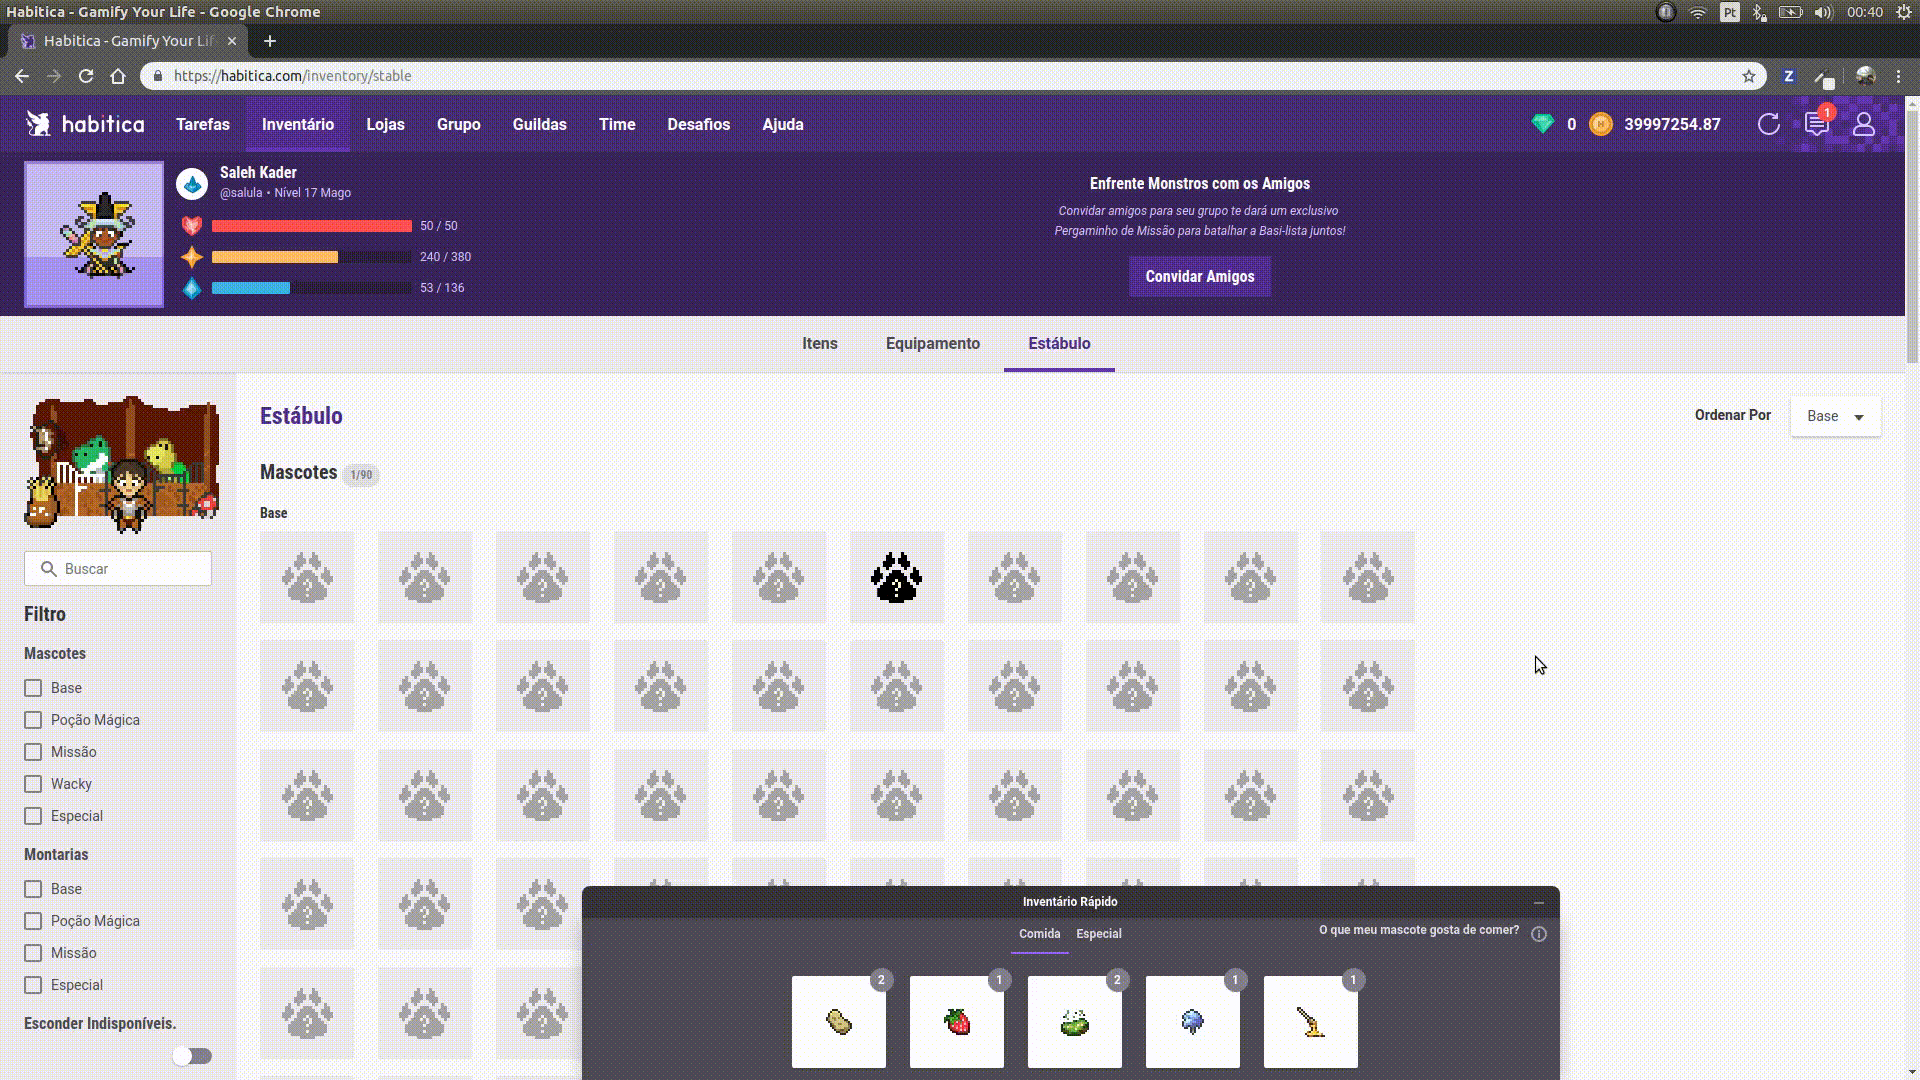 Habitica - Gamify Your Life - Google Chrome
Pt
00:40
Habitica - Gamify Your Lif
https://habitica.com/inventory/stable
Z
habitica
Tarefas
Inventário
Lojas
Grupo
Guildas
Time
Desafios
Ajuda
0
39997254.87
1
Saleh Kader
@salula • Nível 17 Mago
50 / 50
240 / 380
53 / 136
Enfrente Monstros com os Amigos
Convidar amigos para seu grupo te dará um exclusivo
Pergaminho de Missão para batalhar a Basi-lista juntos!
Convidar Amigos
Itens
Equipamento
Estábulo
Buscar
Filtro
Mascotes
Base
Poção Mágica
Missão
Wacky
Especial
Montarias
Base
Poção Mágica
Missão
Especial
Esconder Indisponíveis.
Estábulo
Ordenar Por
Base
Mascotes 1/90
Base
Inventário Rápido
Comida
Especial
O que meu mascote gosta de comer?
2
1
2
1
1